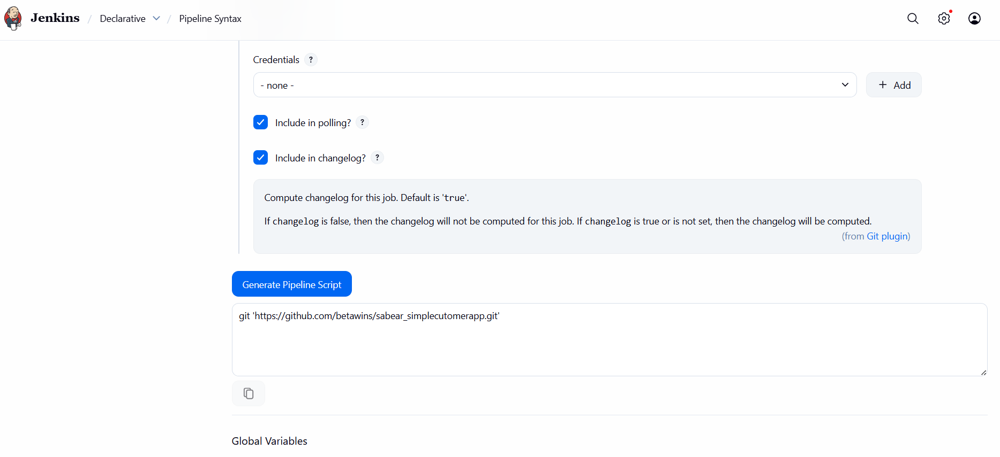 Jenkins / Declarative / Pipeline Syntax
Credentials ?
- none -
+ Add
Include in polling? ?
Include in changelog? ?
Compute changelog for this job. Default is 'true'.
If changelog is false, then the changelog will not be computed for this job. If changelog is true or is not set, then the changelog will be computed.
(from Git plugin)
Generate Pipeline Script
git 'https://github.com/betawins/sabear_simplecutomerapp.git'
Global Variables